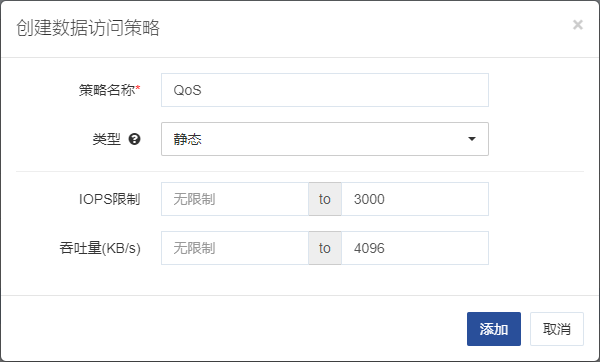 创建数据访问策略 ×
策略名称* QoS
类型 静态
IOPS限制 无限制 to 3000
吞吐量(KB/s) 无限制 to 4096
添加 取消